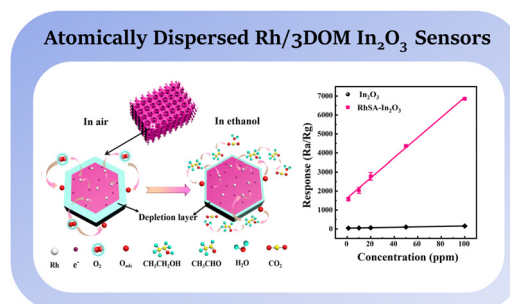 Atomically Dispersed Rh/3DOM In₂O₃ Sensors
In air
In ethanol
Depletion layer
Rh e⁻ O₂ Oₐdₛ CH₃CH₂OH CH₃CHO H₂O CO₂
Response (Ra/Rg)
7000
6000
5000
4000
3000
2000
1000
0
In₂O₃
RhSA-In₂O₃
0 20 40 60 80 100
Concentration (ppm)